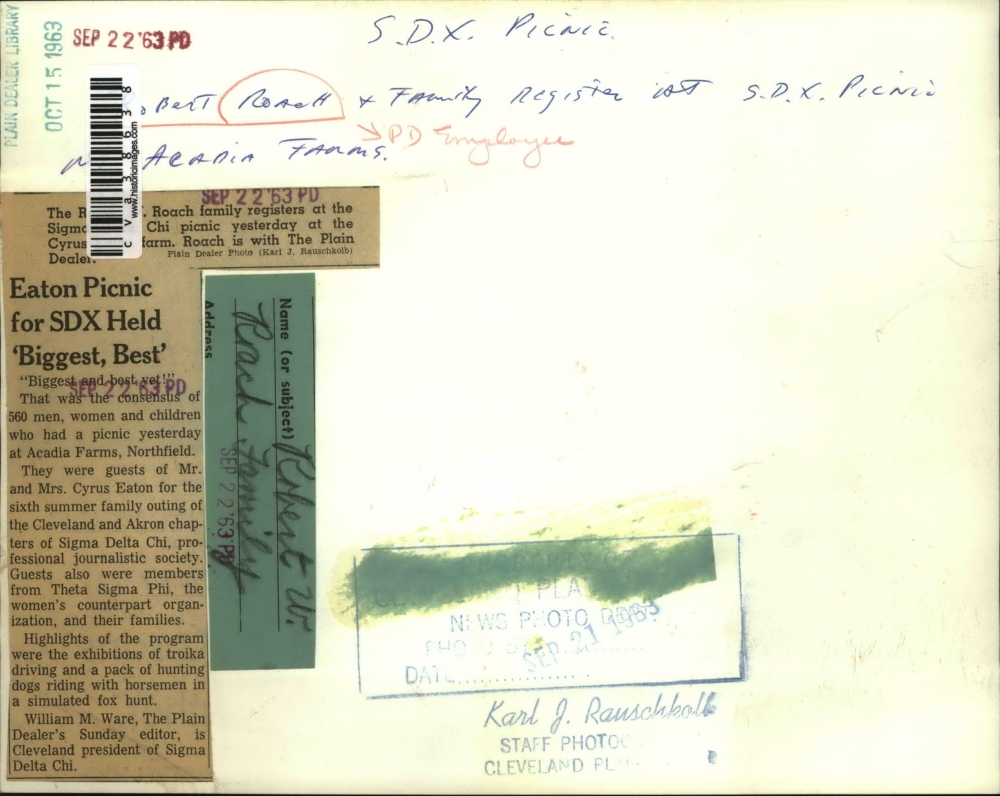 PLAIN DEALER LIBRARY
OCT 15 1963
SEP 22 '63 PD
S.D.X. Picnic
Bert Roach + Family Register at S.D.X. Picnic
→ PD Employee
Acadia Farms.
cva38638
www.historicimages.com
SEP 22 '63 PD
The R Roach family registers at the
Sigma Chi picnic yesterday at the
Cyrus farm. Roach is with The Plain
Dealer.
Plain Dealer Photo (Karl J. Rauschkolb)
Eaton Picnic
for SDX Held
'Biggest, Best'
"Biggest and best yet!"
SEP 22 '63 PD
That was the consensus of
560 men, women and children
who had a picnic yesterday
at Acadia Farms, Northfield.
They were guests of Mr.
and Mrs. Cyrus Eaton for the
sixth summer family outing of
the Cleveland and Akron chap-
ters of Sigma Delta Chi, pro-
fessional journalistic society.
Guests also were members
from Theta Sigma Phi, the
women's counterpart organ-
ization, and their families.
Highlights of the program
were the exhibitions of troika
driving and a pack of hunting
dogs riding with horsemen in
a simulated fox hunt.
William M. Ware, The Plain
Dealer's Sunday editor, is
Cleveland president of Sigma
Delta Chi.
Name (or subject) Robert W.
Roach Family
Address
SEP 22 '63 PD
PLA
NEWS PHOTO
SEP 21 1963
DATE
Karl J. Rauschkolb
STAFF PHOTOG
CLEVELAND PL